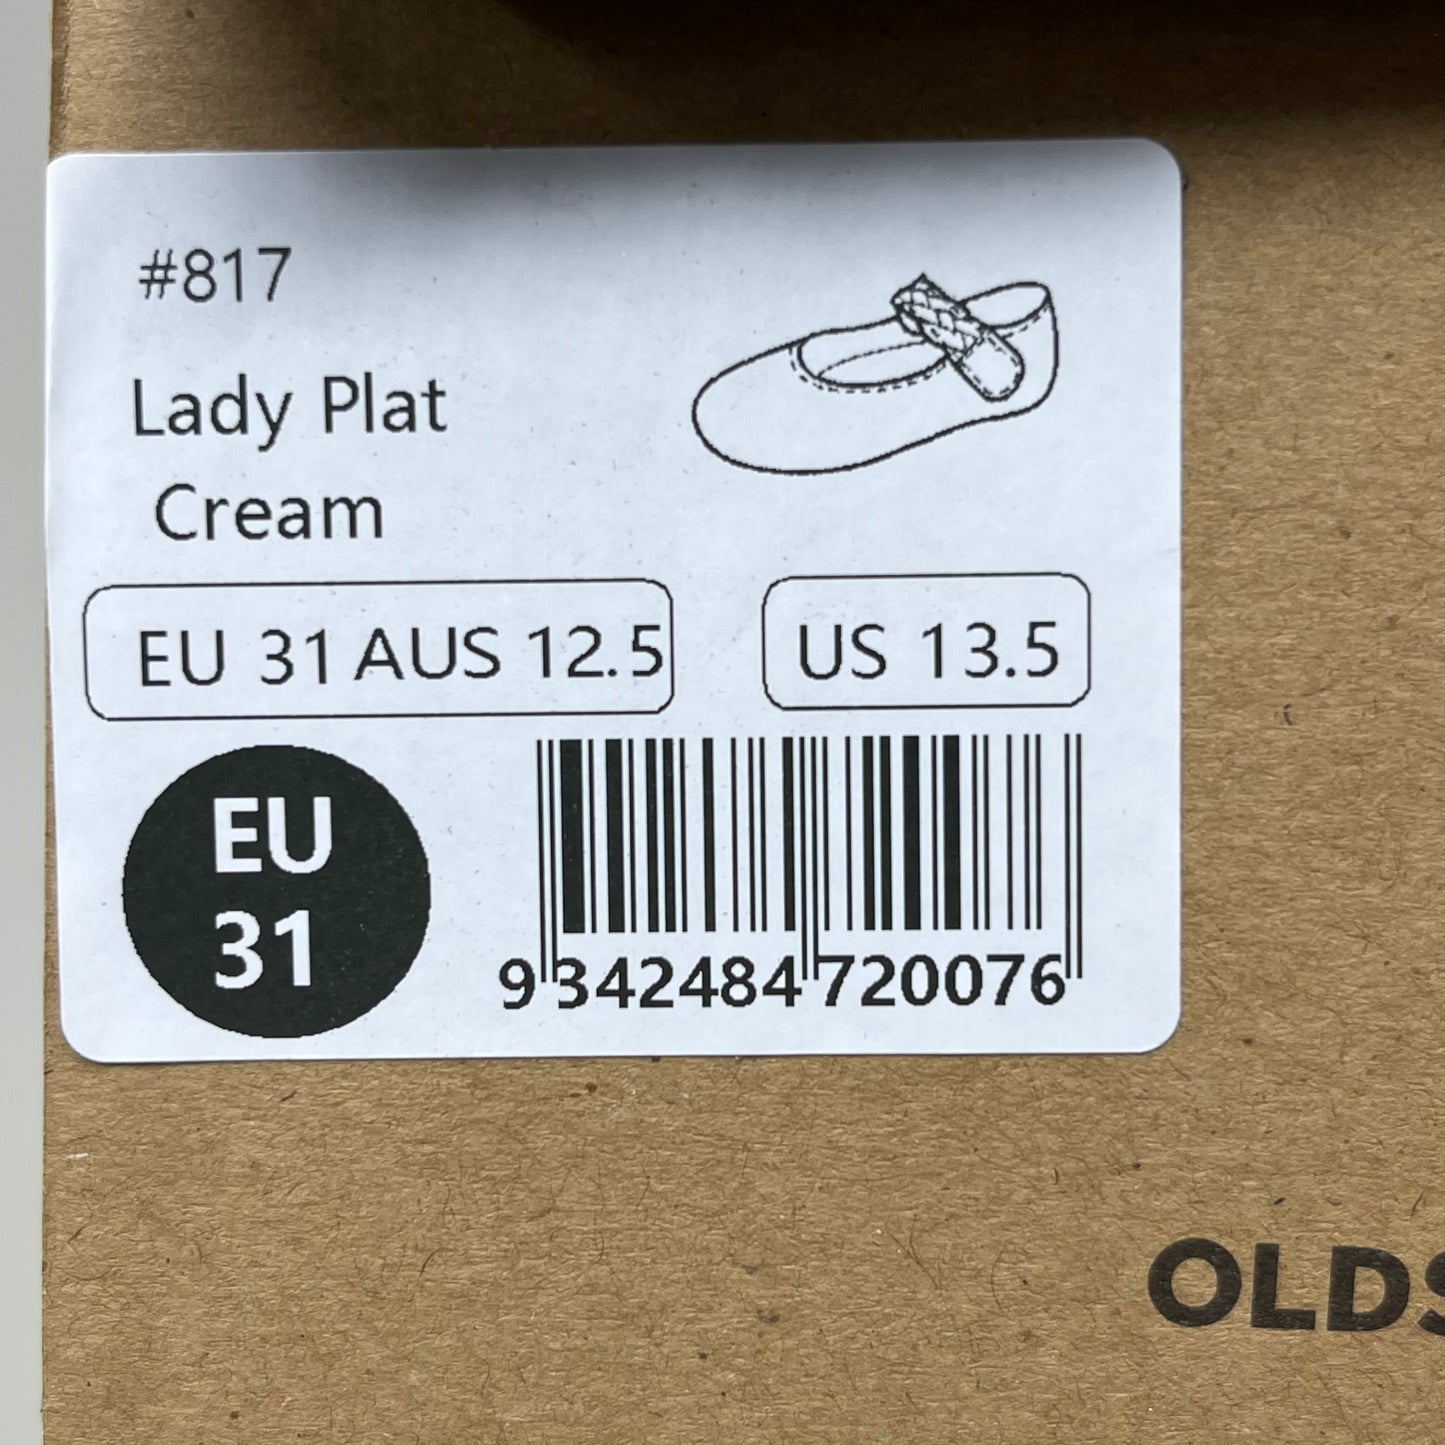 #817
Lady Plat
Cream
EU 31 AUS 12.5
US 13.5
EU
31
9 342484 720076
OLDS